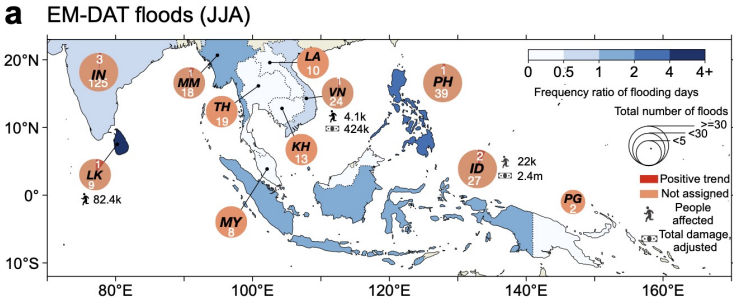 a EM-DAT floods (JJA)
20°N
10°N
0°
10°S
80°E
100°E
120°E
140°E
160°E
3
IN
125
1
MM
18
LA
10
1
VN
24
4.1k
424k
TH
19
KH
13
1
PH
39
1
LK
9
82.4k
MY
8
2
ID
27
22k
2.4m
PG
2
0 0.5 1 2 4 4+
Frequency ratio of flooding days
Total number of floods
>=30
<30
<5
Positive trend
Not assigned
People
affected
Total damage,
adjusted